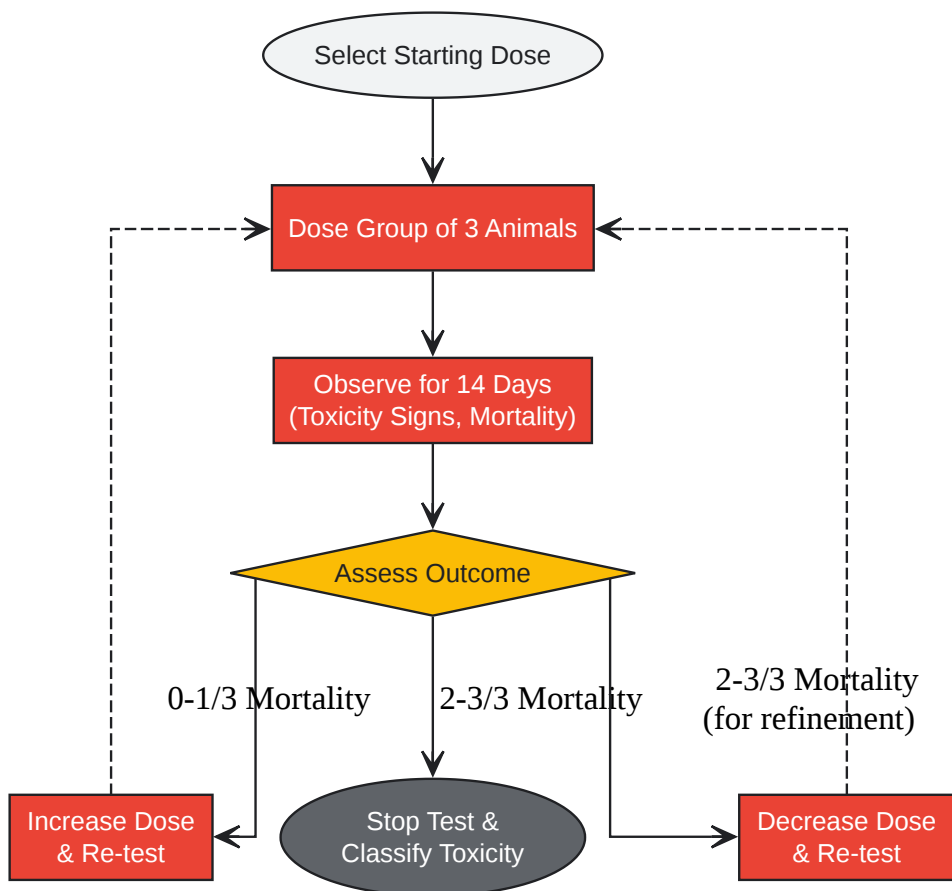 Select Starting Dose
Dose Group of 3 Animals
Observe for 14 Days
(Toxicity Signs, Mortality)
Assess Outcome
0-1/3 Mortality
2-3/3 Mortality
2-3/3 Mortality
(for refinement)
Increase Dose
& Re-test
Stop Test &
Classify Toxicity
Decrease Dose
& Re-test